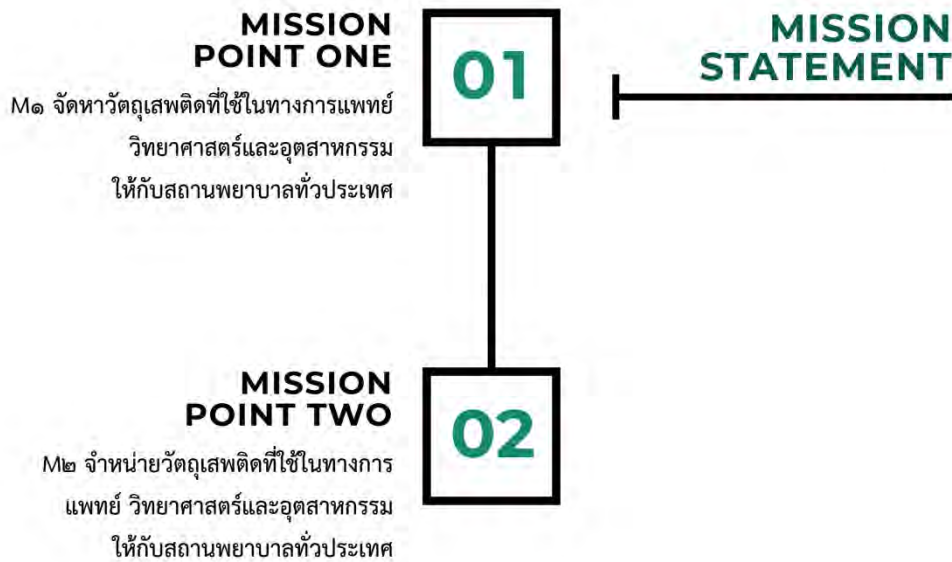 MISSION
STATEMENT
MISSION
POINT ONE
01
M๑ จัดหาวัตถุเสพติดที่ใช้ในทางการแพทย์
วิทยาศาสตร์และอุตสาหกรรม
ให้กับสถานพยาบาลทั่วประเทศ
MISSION
POINT TWO
02
M๒ จำหน่ายวัตถุเสพติดที่ใช้ในทางการ
แพทย์ วิทยาศาสตร์และอุตสาหกรรม
ให้กับสถานพยาบาลทั่วประเทศ